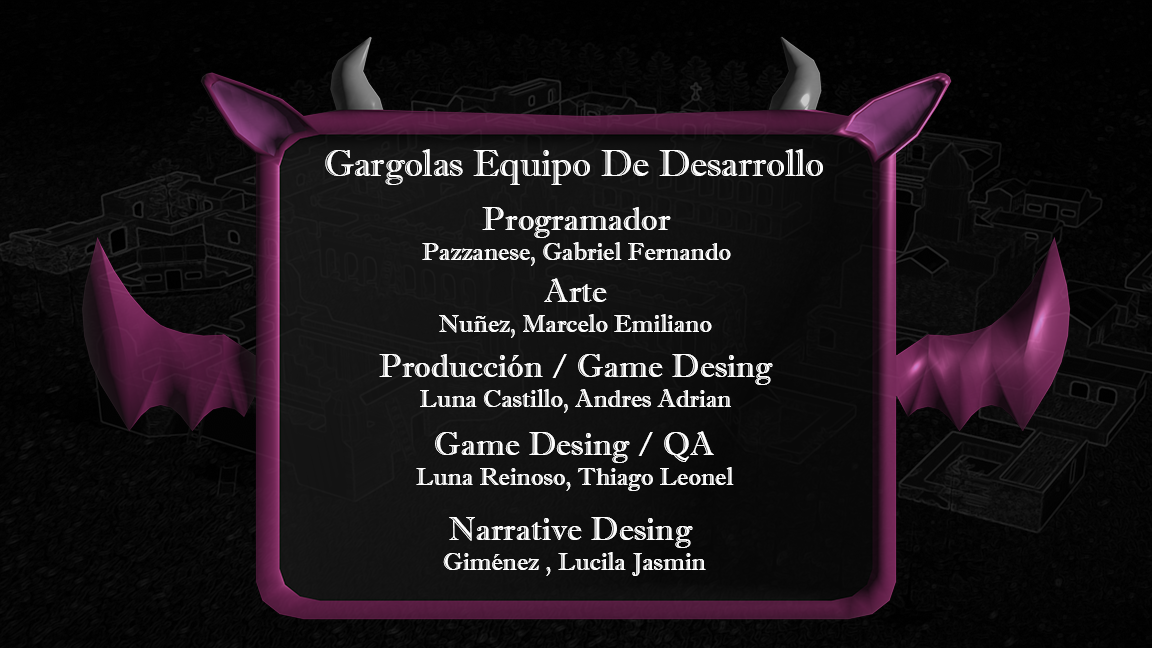 Gargolas Equipo De Desarrollo
Programador
Pazzanese, Gabriel Fernando
Arte
Nuñez, Marcelo Emiliano
Producción / Game Desing
Luna Castillo, Andres Adrian
Game Desing / QA
Luna Reinoso, Thiago Leonel
Narrative Desing
Giménez , Lucila Jasmin